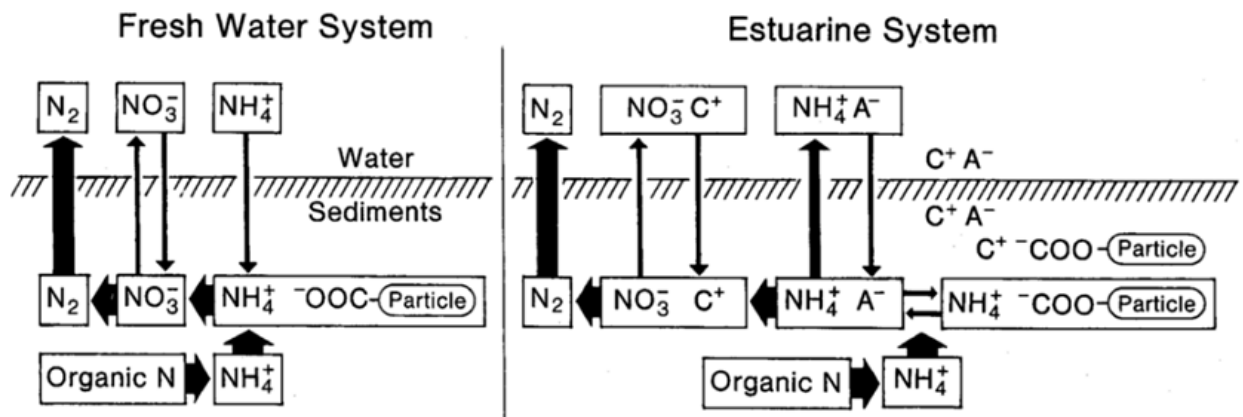 Fresh Water System
N₂ NO₃⁻ NH₄⁺
Water
Sediments
N₂ NO₃⁻ NH₄⁺ ⁻OOC-Particle
Organic N NH₄⁺
Estuarine System
N₂ NO₃⁻ C⁺ NH₄⁺ A⁻
C⁺ A⁻
C⁺ A⁻
C⁺ ⁻COO-Particle
N₂ NO₃⁻ C⁺ NH₄⁺ A⁻ NH₄⁺ ⁻COO-Particle
Organic N NH₄⁺